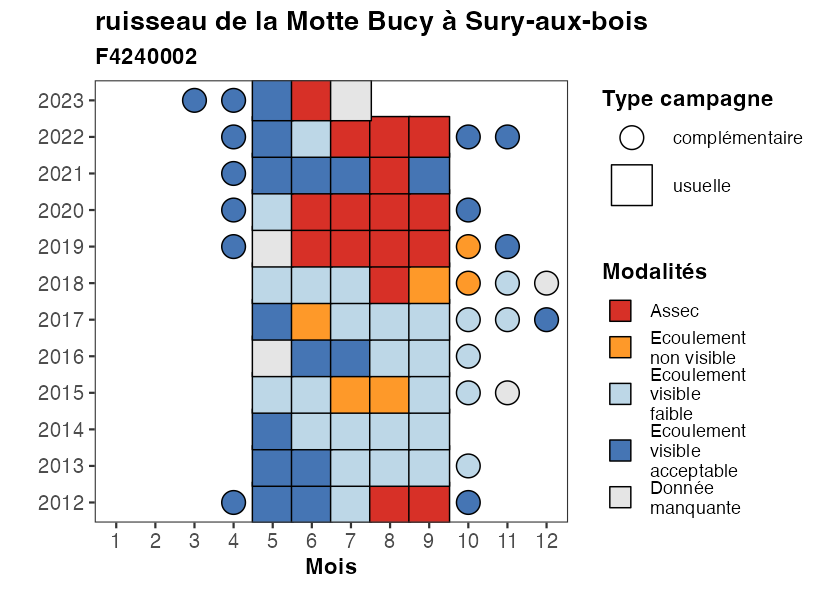 ruisseau de la Motte Bucy à Sury-aux-bois
F4240002
2023
2022
2021
2020
2019
2018
2017
2016
2015
2014
2013
2012
1 2 3 4 5 6 7 8 9 10 11 12
Mois
Type campagne
complémentaire
usuelle
Modalités
Assec
Ecoulement
non visible
Ecoulement
visible
faible
Ecoulement
visible
acceptable
Donnée
manquante